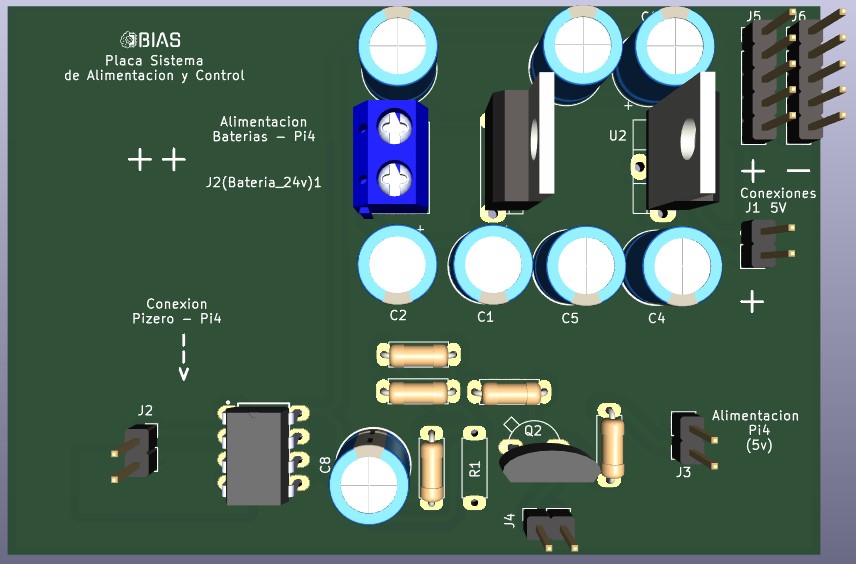 BIAS
Placa Sistema
de Alimentacion y Control
Alimentacion
Baterias - Pi4
++
J2(Bateria_24v)1
U2
J5
J6
+ -
Conexiones
J1 5V
+
C2
C1
C5
C4
Conexion
Pizero - Pi4
J2
C8
R1
Q2
J4
Alimentacion
Pi4
(5v)
J3